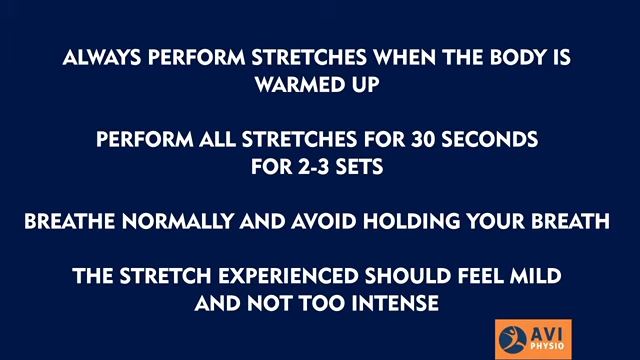 ALWAYS PERFORM STRETCHES WHEN THE BODY IS
WARMED UP
PERFORM ALL STRETCHES FOR 30 SECONDS
FOR 2-3 SETS
BREATHE NORMALLY AND AVOID HOLDING YOUR BREATH
THE STRETCH EXPERIENCED SHOULD FEEL MILD
AND NOT TOO INTENSE
AVI
PHYSIO